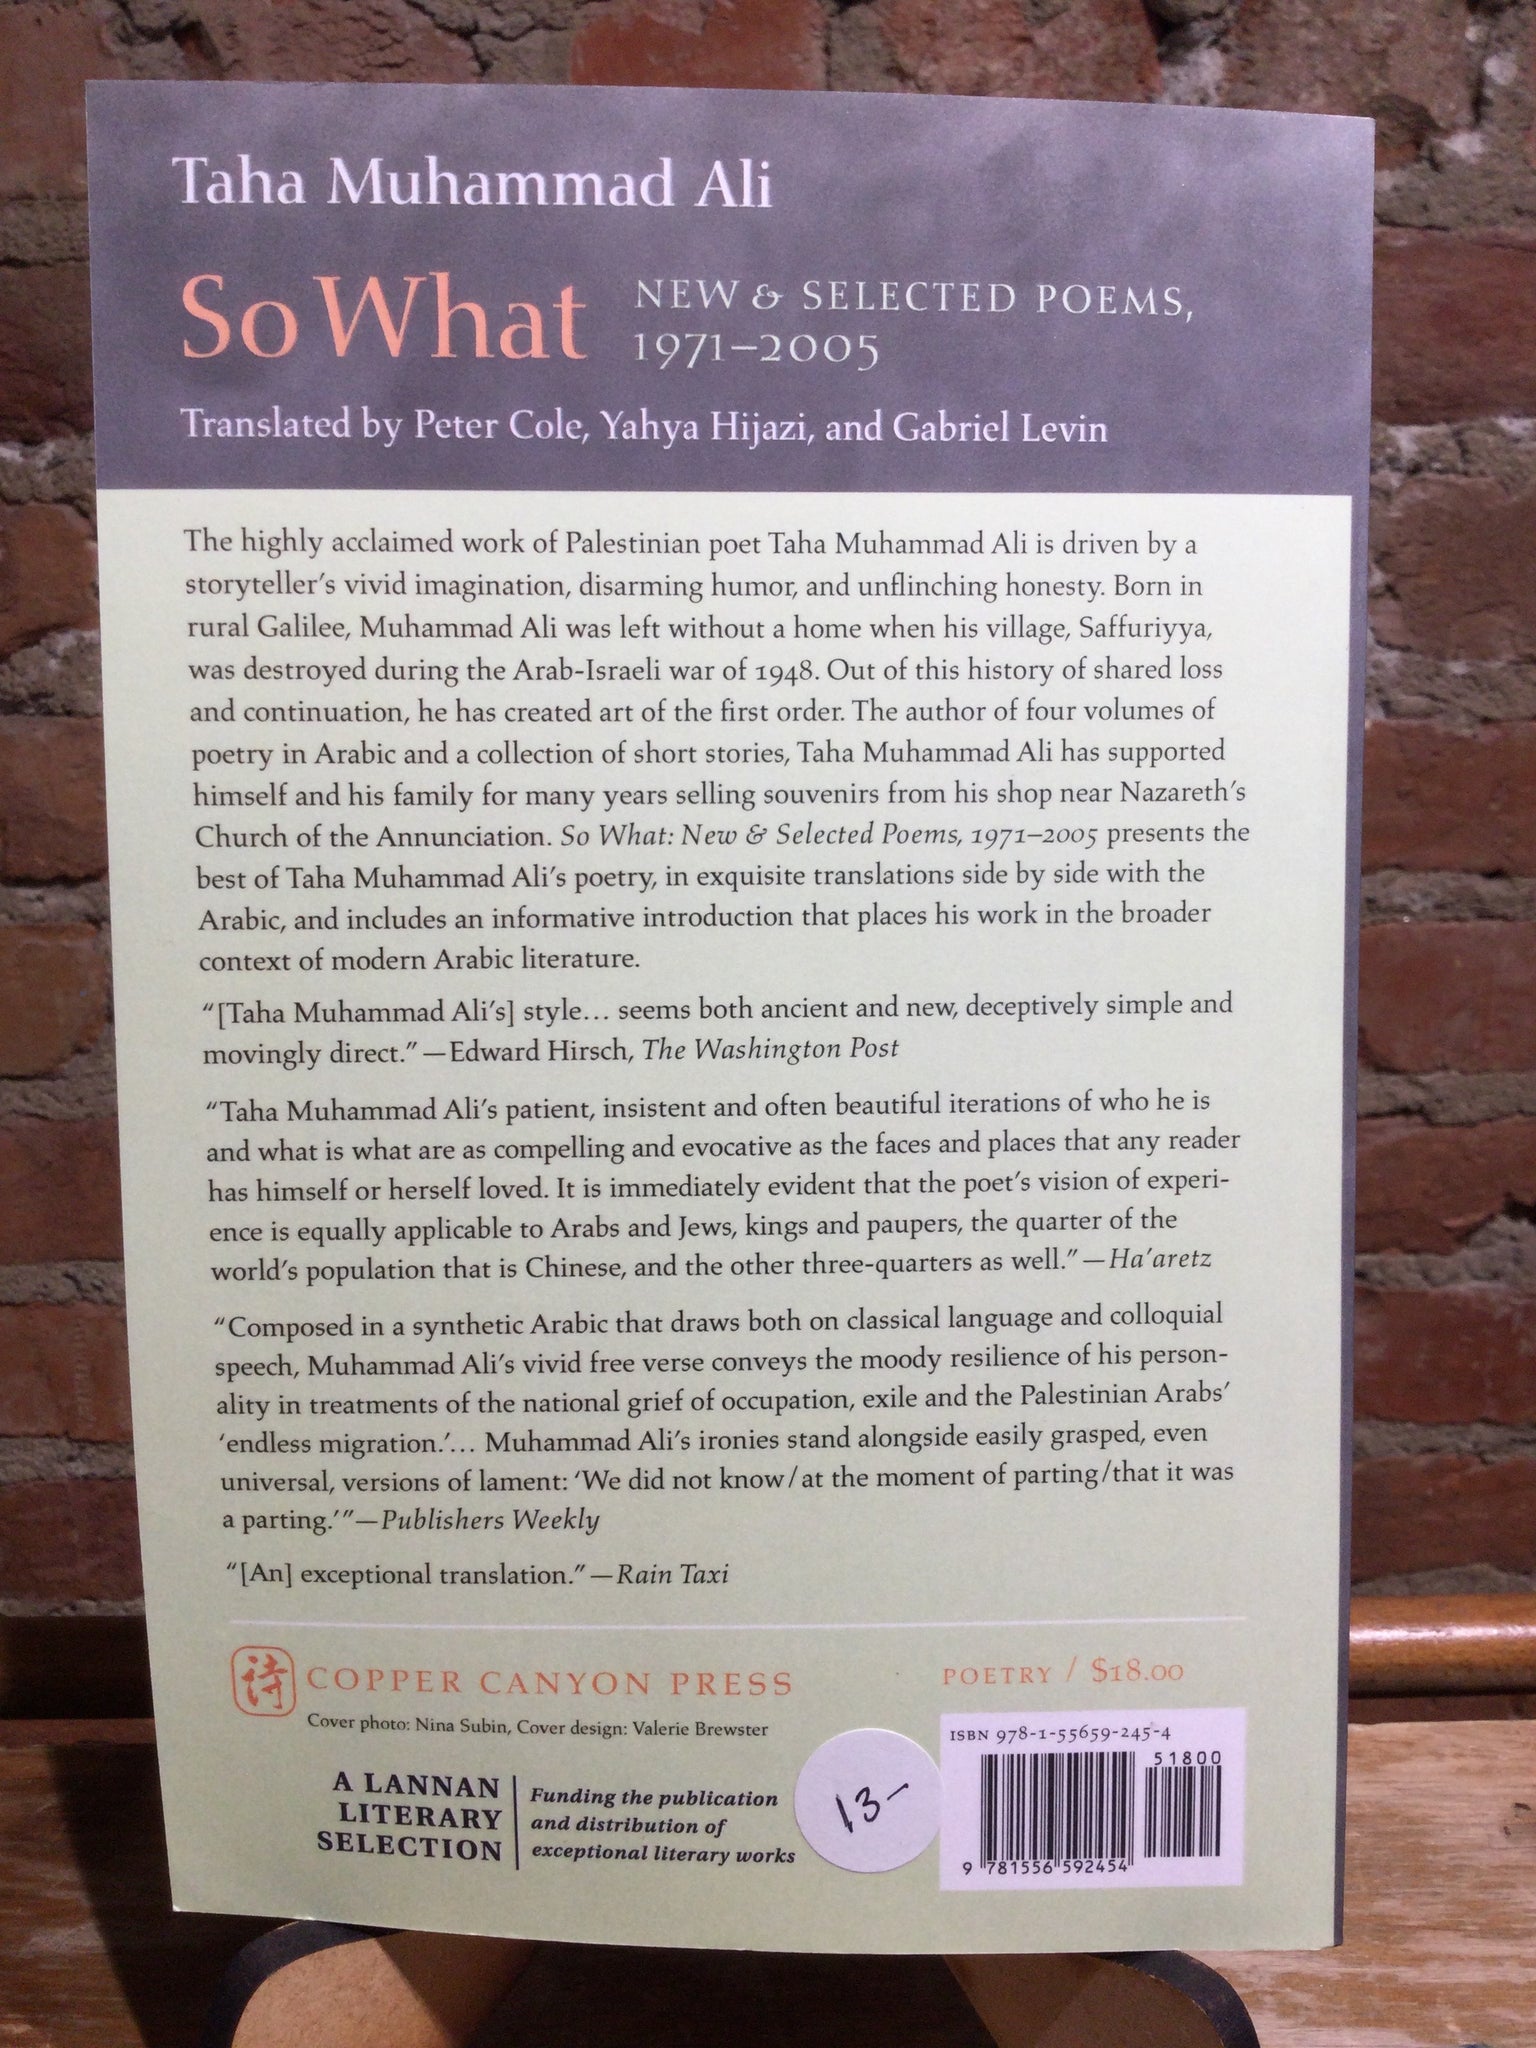 Taha Muhammad Ali
So What NEW & SELECTED POEMS,
1971–2005
Translated by Peter Cole, Yahya Hijazi, and Gabriel Levin
The highly acclaimed work of Palestinian poet Taha Muhammad Ali is driven by a
storyteller's vivid imagination, disarming humor, and unflinching honesty. Born in
rural Galilee, Muhammad Ali was left without a home when his village, Saffuriyya,
was destroyed during the Arab-Israeli war of 1948. Out of this history of shared loss
and continuation, he has created art of the first order. The author of four volumes of
poetry in Arabic and a collection of short stories, Taha Muhammad Ali has supported
himself and his family for many years selling souvenirs from his shop near Nazareth's
Church of the Annunciation. So What: New & Selected Poems, 1971–2005 presents the
best of Taha Muhammad Ali's poetry, in exquisite translations side by side with the
Arabic, and includes an informative introduction that places his work in the broader
context of modern Arabic literature.
“[Taha Muhammad Ali's] style… seems both ancient and new, deceptively simple and
movingly direct.”—Edward Hirsch, The Washington Post
“Taha Muhammad Ali's patient, insistent and often beautiful iterations of who he is
and what is what are as compelling and evocative as the faces and places that any reader
has himself or herself loved. It is immediately evident that the poet's vision of experi-
ence is equally applicable to Arabs and Jews, kings and paupers, the quarter of the
world's population that is Chinese, and the other three-quarters as well.”—Ha'aretz
“Composed in a synthetic Arabic that draws both on classical language and colloquial
speech, Muhammad Ali's vivid free verse conveys the moody resilience of his person-
ality in treatments of the national grief of occupation, exile and the Palestinian Arabs'
'endless migration.'… Muhammad Ali's ironies stand alongside easily grasped, even
universal, versions of lament: 'We did not know/at the moment of parting/that it was
a parting.'”—Publishers Weekly
“[An] exceptional translation.”—Rain Taxi
詩 COPPER CANYON PRESS
Cover photo: Nina Subin, Cover design: Valerie Brewster
POETRY / $18.00
A LANNAN
LITERARY
SELECTION
Funding the publication
and distribution of
exceptional literary works
13–
ISBN 978-1-55659-245-4
51800
9 781556 592454